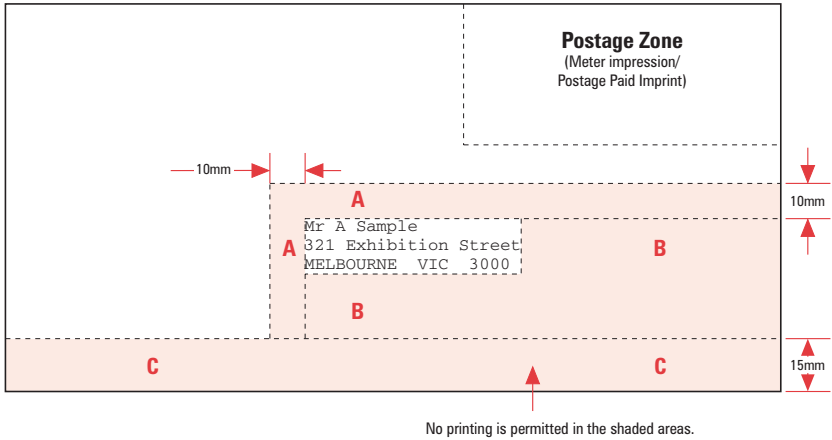 Postage Zone
(Meter impression/
Postage Paid Imprint)
10mm
10mm
A
Mr A Sample
A
321 Exhibition Street
B
MELBOURNE VIC 3000
B
C
C
15mm
No printing is permitted in the shaded areas.